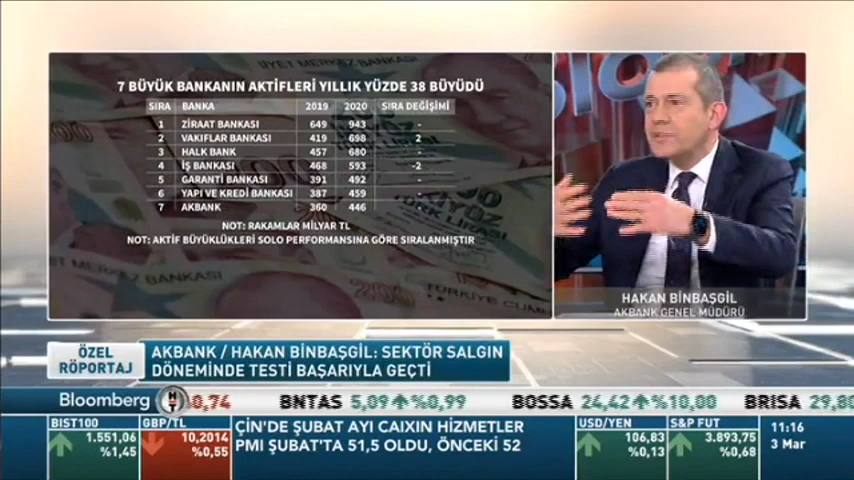 7 BÜYÜK BANKANIN AKTİFLERİ YILLIK YÜZDE 38 BÜYÜDÜ
SIRA BANKA 2019 2020 SIRA DEĞİŞİMİ
1 ZİRAAT BANKASI 649 943 -
2 VAKIFLAR BANKASI 419 698 2
3 HALK BANK 457 680 -
4 İŞ BANKASI 468 593 -2
5 GARANTİ BANKASI 391 492 -
6 YAPI VE KREDİ BANKASI 387 459 -
7 AKBANK 360 446 -
NOT: RAKAMLAR MİLYAR TL
NOT: AKTİF BÜYÜKLÜKLERİ SOLO PERFORMANSINA GÖRE SIRALANMIŞTIR
HAKAN BİNBAŞGİL
AKBANK GENEL MÜDÜRÜ
ÖZEL RÖPORTAJ
AKBANK / HAKAN BİNBAŞGİL: SEKTÖR SALGIN
DÖNEMİNDE TESTİ BAŞARIYLA GEÇTİ
Bloomberg HT 0,74 BNTAS 5,09 %0,99 BOSSA 24,42 %10,00 BRISA 29,80
BIST100 1.551,06 %1,45
GBP/TL 10,2014 %0,55
ÇİN'DE ŞUBAT AYI CAIXIN HİZMETLER
PMI ŞUBAT'TA 51,5 OLDU, ÖNCEKİ 52
USD/YEN 106,83 %0,13
S&P FUT 3.893,75 %0,68
11:16
3 Mar